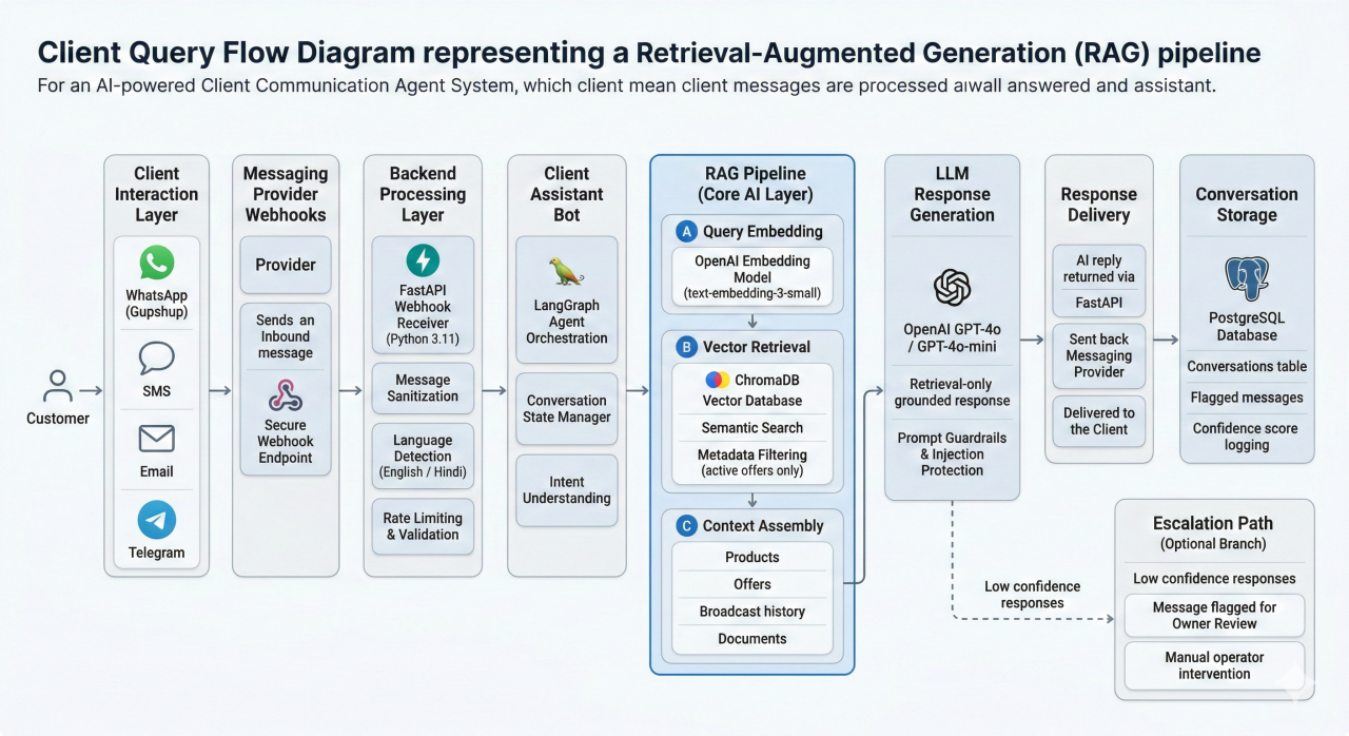 Client Query Flow Diagram representing a Retrieval-Augmented Generation (RAG) pipeline
For an AI-powered Client Communication Agent System, which client mean client messages are processed aıwall answered and assistant.
Customer
Client
Interaction
Layer
WhatsApp
(Gupshup)
SMS
Email
Telegram
Messaging
Provider
Webhooks
Provider
Sends an
Inbound
message
Secure
Webhook
Endpoint
Backend
Processing
Layer
FastAPI
Webhook
Receiver
(Python 3.11)
Message
Sanitization
Language
Detection
(English / Hindi)
Rate Limiting
& Validation
Client
Assistant
Bot
LangGraph
Agent
Orchestration
Conversation
State Manager
Intent
Understanding
RAG Pipeline
(Core AI Layer)
A Query Embedding
OpenAI Embedding
Model
(text-embedding-3-small)
B Vector Retrieval
ChromaDB
Vector Database
Semantic Search
Metadata Filtering
(active offers only)
C Context Assembly
Products
Offers
Broadcast history
Documents
LLM
Response
Generation
OpenAI GPT-4o
/ GPT-4o-mini
Retrieval-only
grounded response
Prompt Guardrails
& Injection
Protection
Low confidence
responses
Response
Delivery
AI reply
returned via
FastAPI
Sent back
Messaging
Provider
Delivered to
the Client
Conversation
Storage
PostgreSQL
Database
Conversations table
Flagged messages
Confidence score
logging
Escalation Path
(Optional Branch)
Low confidence responses
Message flagged for
Owner Review
Manual operator
intervention